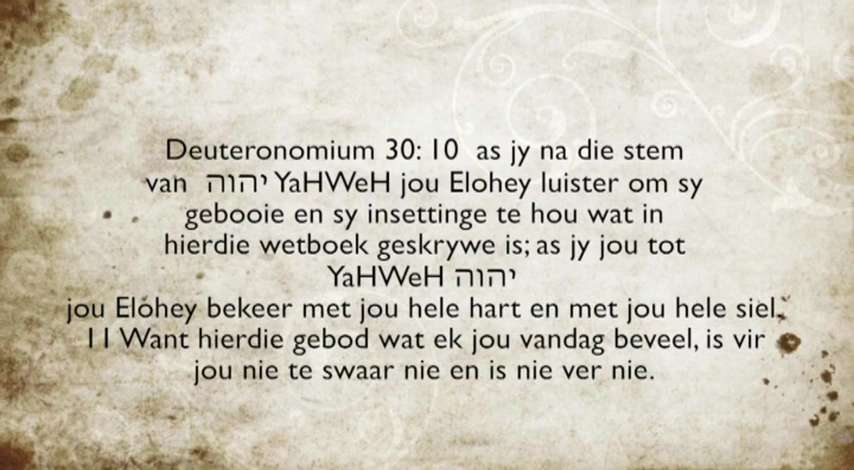 Deuteronomium 30: 10 as jy na die stem
van יהוה YaHWeH jou Elohey luister om sy
gebooie en sy insettinge te hou wat in
hierdie wetboek geskrywe is; as jy jou tot
YaHWeH יהוה
jou Elohey bekeer met jou hele hart en met jou hele siel.
11 Want hierdie gebod wat ek jou vandag beveel, is vir
jou nie te swaar nie en is nie ver nie.